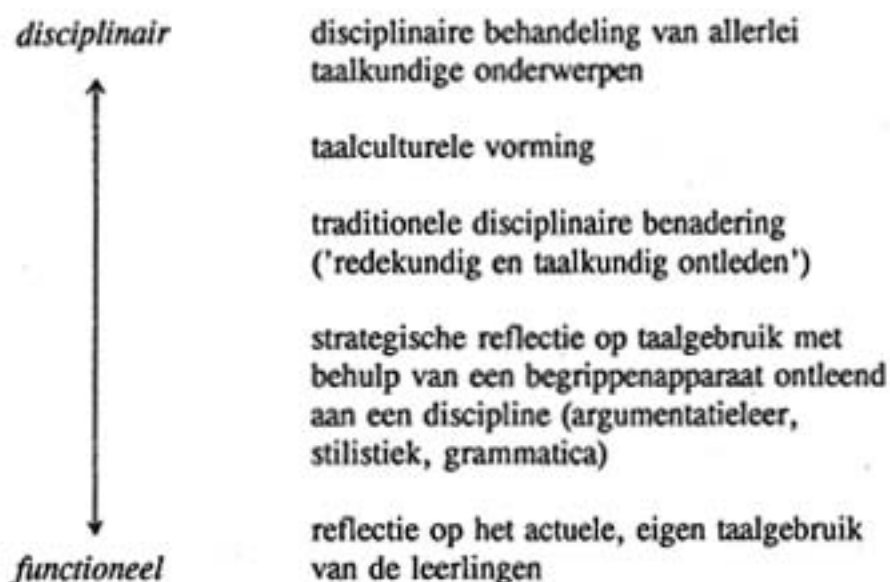 disciplinair
disciplinaire behandeling van allerlei
taalkundige onderwerpen
taalculturele vorming
traditionele disciplinaire benadering
('redekundig en taalkundig ontleden')
strategische reflectie op taalgebruik met
behulp van een begrippenapparaat ontleend
aan een discipline (argumentatieleer,
stilistiek, grammatica)
reflectie op het actuele, eigen taalgebruik
functioneel van de leerlingen